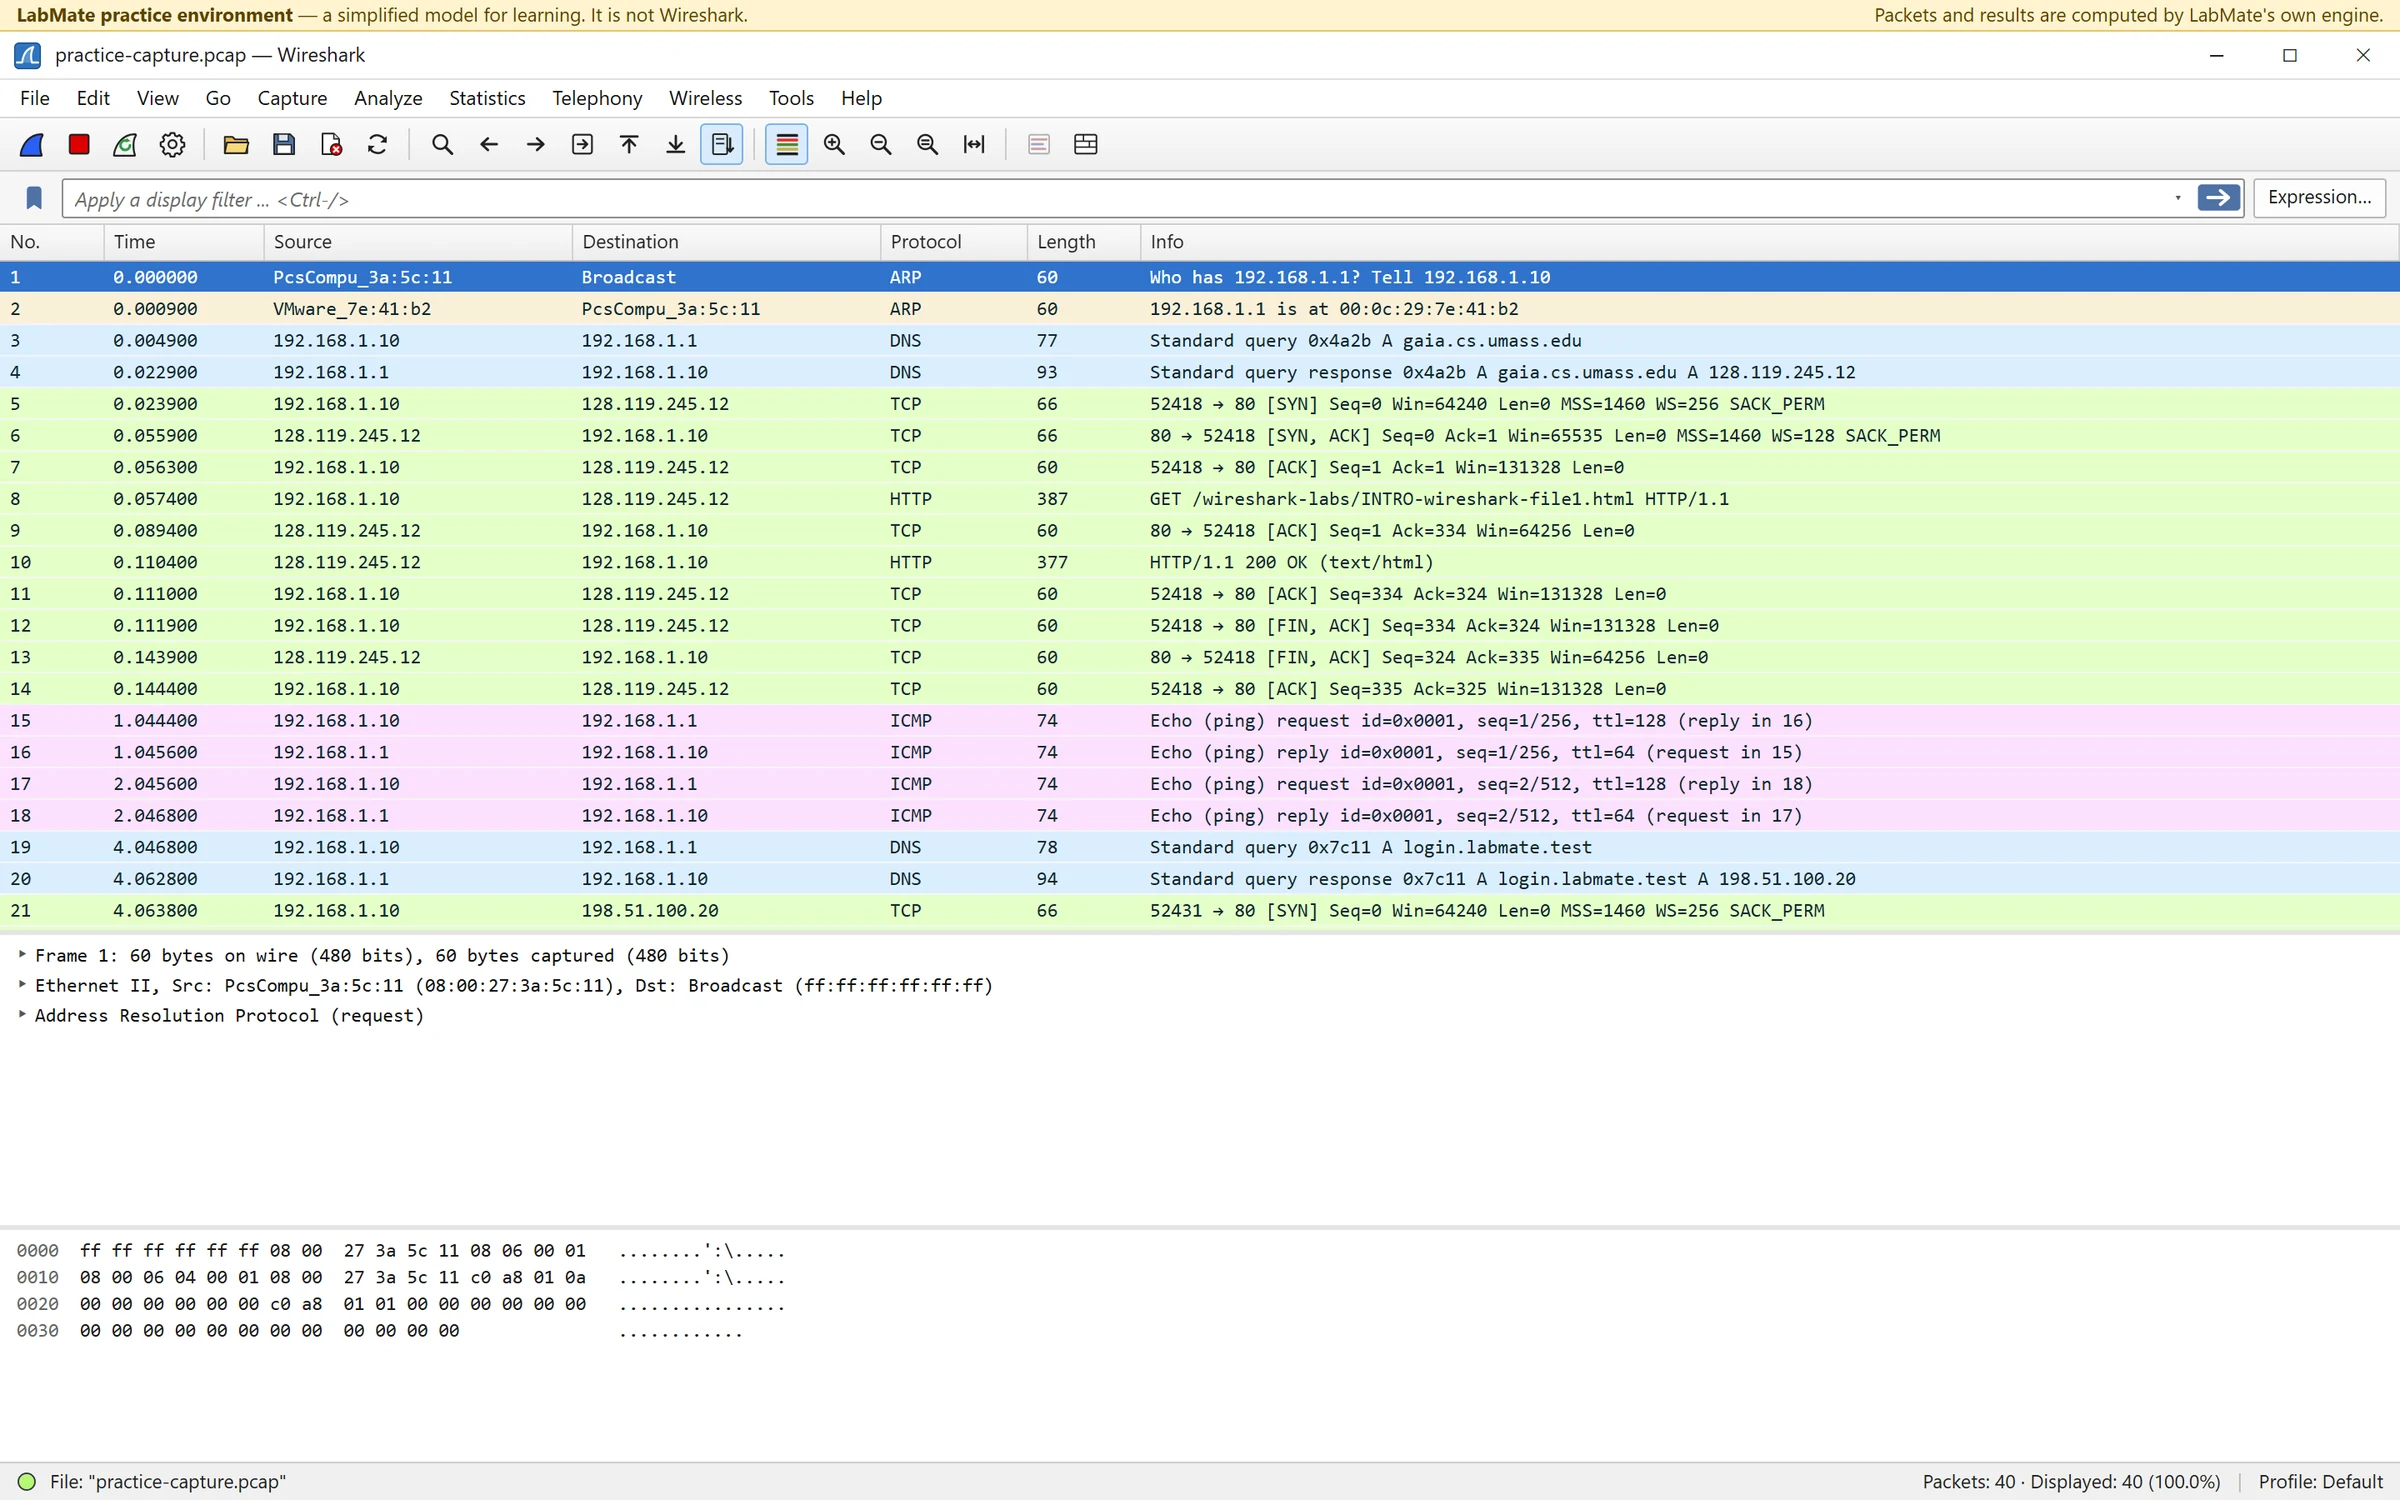 LabMate practice environment — a simplified model for learning. It is not Wireshark. Packets and results are computed by LabMate's own engine.
practice-capture.pcap — Wireshark
File Edit View Go Capture Analyze Statistics Telephony Wireless Tools Help
Apply a display filter ... <Ctrl-/> Expression...
No. Time Source Destination Protocol Length Info
1 0.000000 PcsCompu_3a:5c:11 Broadcast ARP 60 Who has 192.168.1.1? Tell 192.168.1.10
2 0.000900 VMware_7e:41:b2 PcsCompu_3a:5c:11 ARP 60 192.168.1.1 is at 00:0c:29:7e:41:b2
3 0.004900 192.168.1.10 192.168.1.1 DNS 77 Standard query 0x4a2b A gaia.cs.umass.edu
4 0.022900 192.168.1.1 192.168.1.10 DNS 93 Standard query response 0x4a2b A gaia.cs.umass.edu A 128.119.245.12
5 0.023900 192.168.1.10 128.119.245.12 TCP 66 52418 → 80 [SYN] Seq=0 Win=64240 Len=0 MSS=1460 WS=256 SACK_PERM
6 0.055900 128.119.245.12 192.168.1.10 TCP 66 80 → 52418 [SYN, ACK] Seq=0 Ack=1 Win=65535 Len=0 MSS=1460 WS=128 SACK_PERM
7 0.056300 192.168.1.10 128.119.245.12 TCP 60 52418 → 80 [ACK] Seq=1 Ack=1 Win=131328 Len=0
8 0.057400 192.168.1.10 128.119.245.12 HTTP 387 GET /wireshark-labs/INTRO-wireshark-file1.html HTTP/1.1
9 0.089400 128.119.245.12 192.168.1.10 TCP 60 80 → 52418 [ACK] Seq=1 Ack=334 Win=64256 Len=0
10 0.110400 128.119.245.12 192.168.1.10 HTTP 377 HTTP/1.1 200 OK (text/html)
11 0.111000 192.168.1.10 128.119.245.12 TCP 60 52418 → 80 [ACK] Seq=334 Ack=324 Win=131328 Len=0
12 0.111900 192.168.1.10 128.119.245.12 TCP 60 52418 → 80 [FIN, ACK] Seq=334 Ack=324 Win=131328 Len=0
13 0.143900 128.119.245.12 192.168.1.10 TCP 60 80 → 52418 [FIN, ACK] Seq=324 Ack=335 Win=64256 Len=0
14 0.144400 192.168.1.10 128.119.245.12 TCP 60 52418 → 80 [ACK] Seq=335 Ack=325 Win=131328 Len=0
15 1.044400 192.168.1.10 192.168.1.1 ICMP 74 Echo (ping) request id=0x0001, seq=1/256, ttl=128 (reply in 16)
16 1.045600 192.168.1.1 192.168.1.10 ICMP 74 Echo (ping) reply id=0x0001, seq=1/256, ttl=64 (request in 15)
17 2.045600 192.168.1.10 192.168.1.1 ICMP 74 Echo (ping) request id=0x0001, seq=2/512, ttl=128 (reply in 18)
18 2.046800 192.168.1.1 192.168.1.10 ICMP 74 Echo (ping) reply id=0x0001, seq=2/512, ttl=64 (request in 17)
19 4.046800 192.168.1.10 192.168.1.1 DNS 78 Standard query 0x7c11 A login.labmate.test
20 4.062800 192.168.1.1 192.168.1.10 DNS 94 Standard query response 0x7c11 A login.labmate.test A 198.51.100.20
21 4.063800 192.168.1.10 198.51.100.20 TCP 66 52431 → 80 [SYN] Seq=0 Win=64240 Len=0 MSS=1460 WS=256 SACK_PERM
Frame 1: 60 bytes on wire (480 bits), 60 bytes captured (480 bits)
Ethernet II, Src: PcsCompu_3a:5c:11 (08:00:27:3a:5c:11), Dst: Broadcast (ff:ff:ff:ff:ff:ff)
Address Resolution Protocol (request)
0000 ff ff ff ff ff ff 08 00 27 3a 5c 11 08 06 00 01 ........':\.....
0010 08 00 06 04 00 01 08 00 27 3a 5c 11 c0 a8 01 0a ........':\.....
0020 00 00 00 00 00 00 c0 a8 01 01 00 00 00 00 00 00 ................
0030 00 00 00 00 00 00 00 00 00 00 00 00 ............
File: "practice-capture.pcap" Packets: 40 · Displayed: 40 (100.0%) Profile: Default